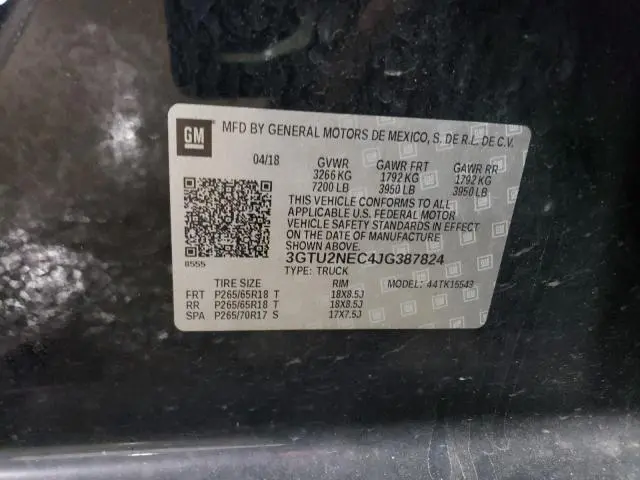 GM MFD BY GENERAL MOTORS DE MEXICO, S. DE R.L. DE C.V.
04/18 GVWR GAWR FRT GAWR RR
3266 KG 1792 KG 1792 KG
7200 LB 3950 LB 3950 LB
THIS VEHICLE CONFORMS TO ALL
APPLICABLE U.S. FEDERAL MOTOR
VEHICLE SAFETY STANDARDS IN EFFECT
ON THE DATE OF MANUFACTURE
SHOWN ABOVE.
8555 3GTU2NEC4JG387824
TYPE: TRUCK
TIRE SIZE RIM MODEL: 44TK15543
FRT P265/65R18 T 18X8.5J
RR P265/65R18 T 18X8.5J
SPA P265/70R17 S 17X7.5J